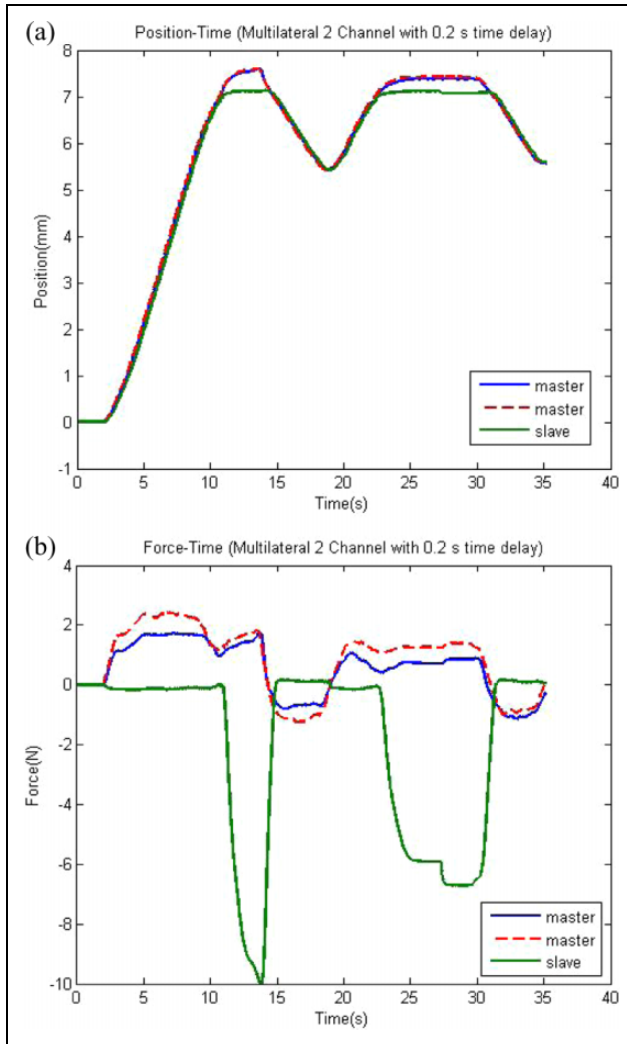 (a)
Position-Time (Multilateral 2 Channel with 0.2 s time delay)
8
7
6
5
4
3
2
1
0
-1
Position(mm)
master
master
slave
0 5 10 15 20 25 30 35 40
Time(s)
(b)
Force-Time (Multilateral 2 Channel with 0.2 s time delay)
4
2
0
-2
-4
-6
-8
-10
Force(N)
master
master
slave
0 5 10 15 20 25 30 35 40
Time(s)